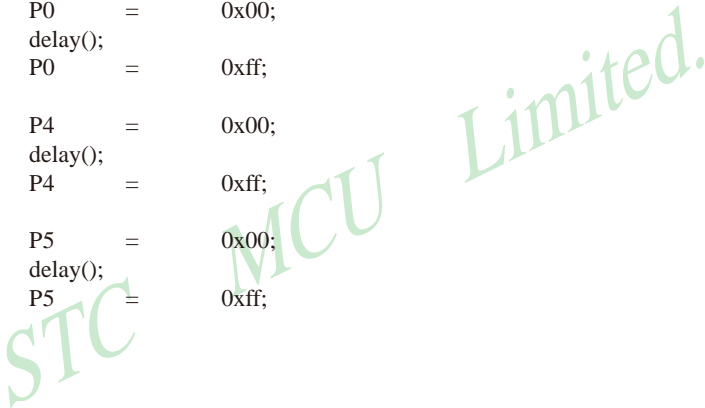 P0 = 0x00;
delay();
P0 = 0xff;
P4 = 0x00;
delay();
P4 = 0xff;
P5 = 0x00;
delay();
P5 = 0xff;
STC MCU Limited.